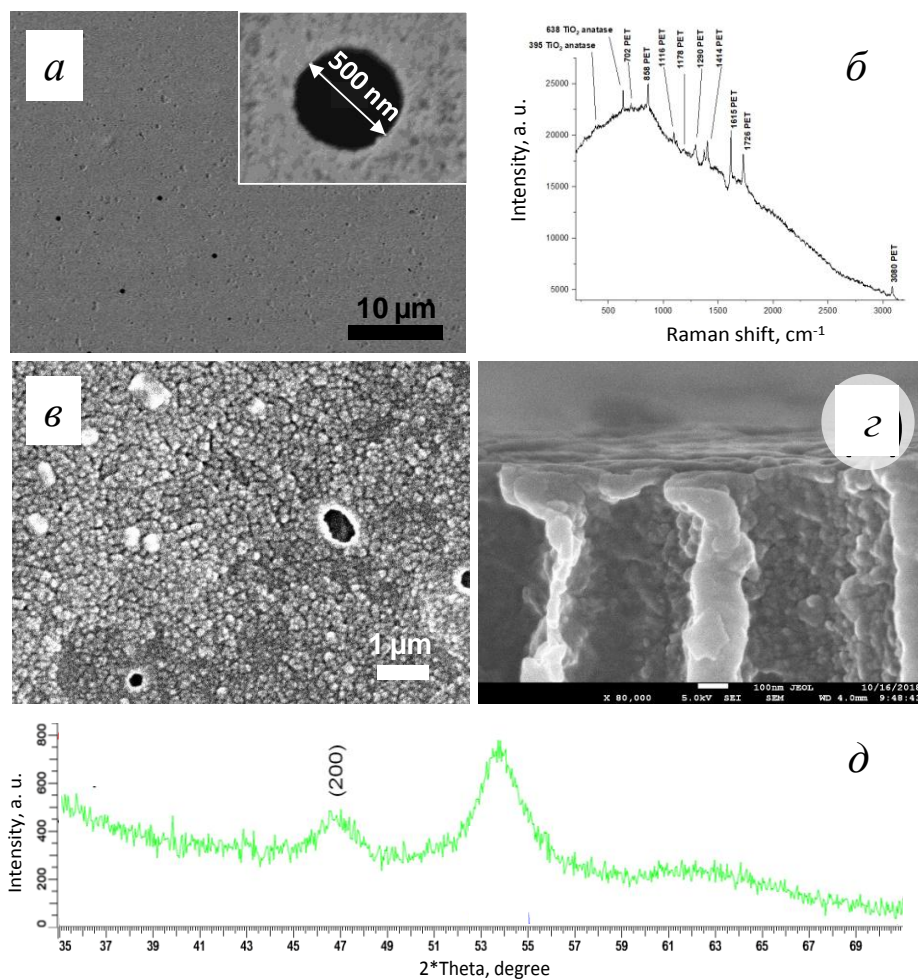 а
500 nm
10 µm
б
638 TiO₂ anatase
395 TiO₂ anatase
702 PET
858 PET
1116 PET
1178 PET
1290 PET
1414 PET
1615 PET
1726 PET
3080 PET
Intensity, a. u.
25000
20000
15000
10000
5000
500 1000 1500 2000 2500 3000
Raman shift, cm⁻¹
в
1 µm
г
100nm JEOL 10/16/2018
X 80,000 5.0kV SEI SEM WD 4.0mm 9:48:43
д
(200)
Intensity, a. u.
800
600
400
200
0
35 37 39 41 43 45 47 49 51 53 55 57 59 61 63 65 67 69
2*Theta, degree